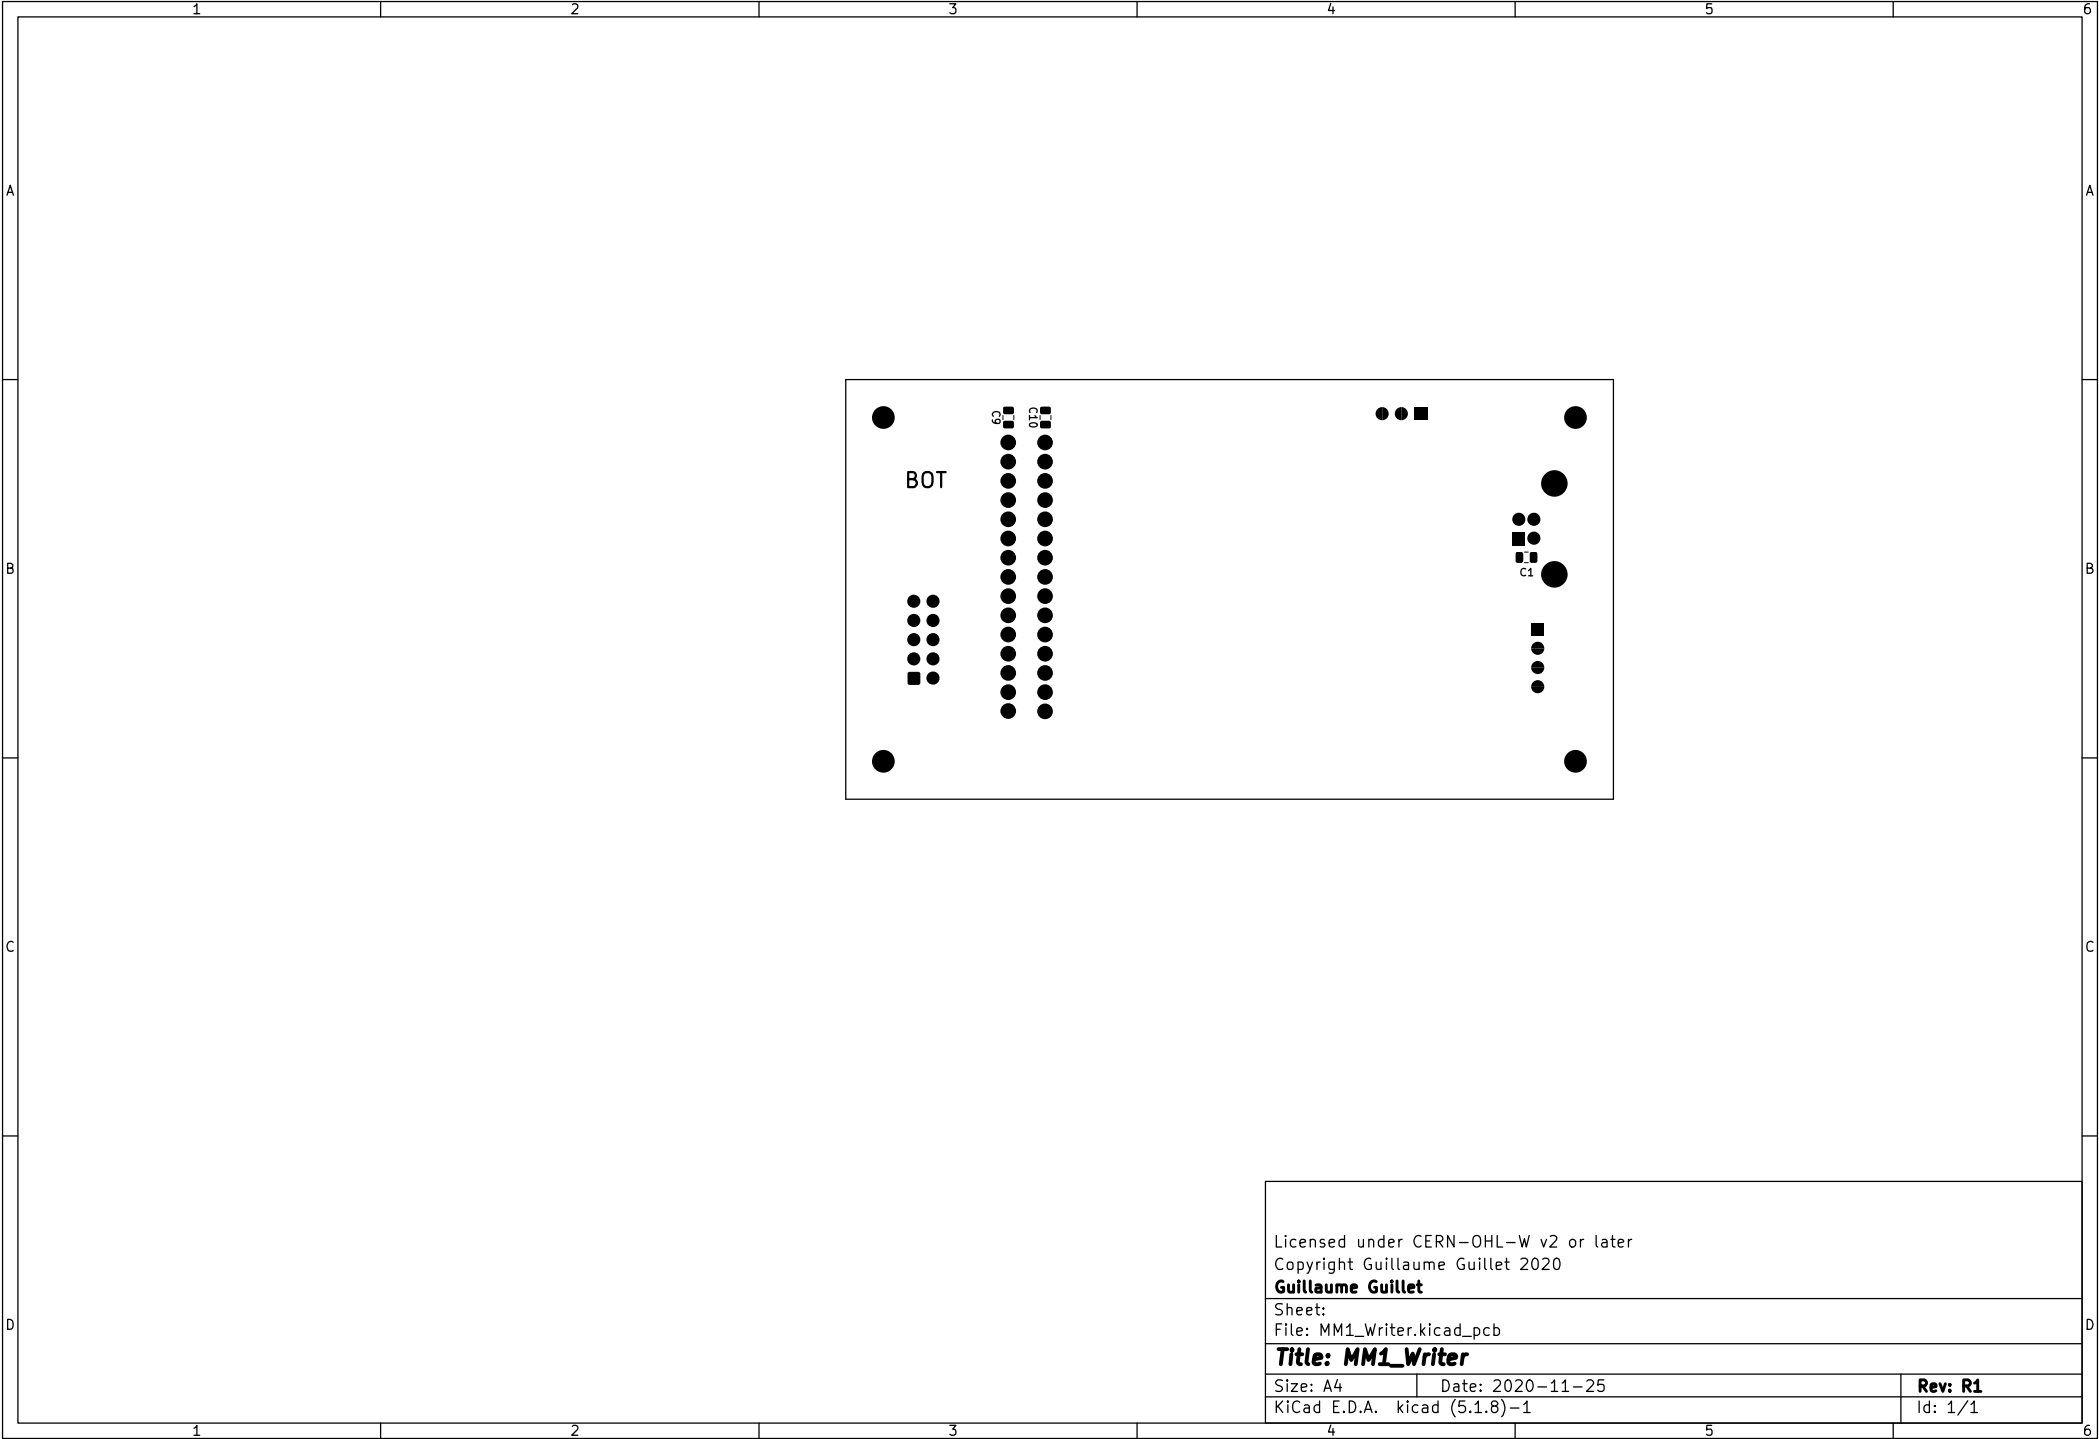 1 2 3 4 5 6
A A
C9 C10
BOT
B B
C1
C C
Licensed under CERN-OHL-W v2 or later
Copyright Guillaume Guillet 2020
Guillaume Guillet
Sheet:
D D
File: MM1_Writer.kicad_pcb
Title: MM1_Writer
Size: A4 Date: 2020-11-25 Rev: R1
KiCad E.D.A. kicad (5.1.8)-1 Id: 1/1
1 2 3 4 5 6